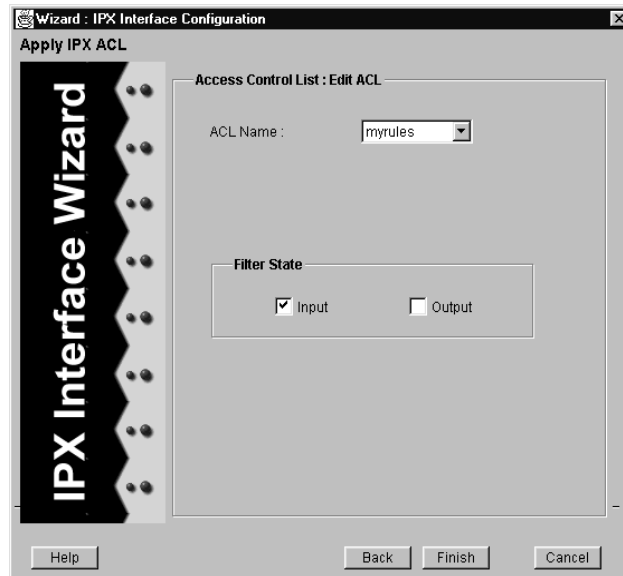 Wizard : IPX Interface Configuration
Apply IPX ACL
IPX Interface Wizard
Access Control List : Edit ACL
ACL Name : myrules
Filter State
Input Output
Help Back Finish Cancel